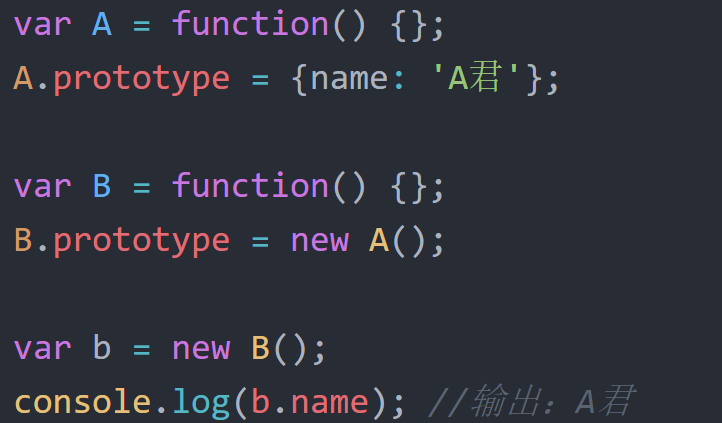 var A = function() {};
A.prototype = {name: 'A君'};
var B = function() {};
B.prototype = new A();
var b = new B();
console.log(b.name); //输出：A君